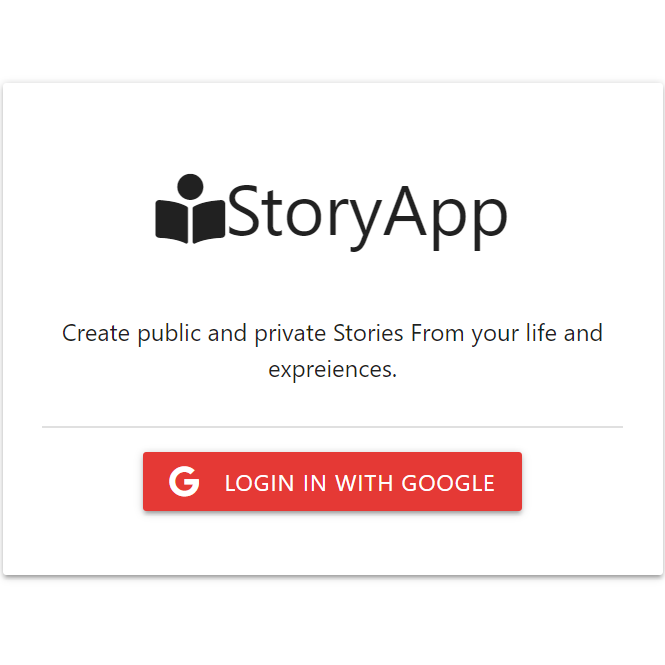 StoryApp
Create public and private Stories From your life and
expreiences.
LOGIN IN WITH GOOGLE